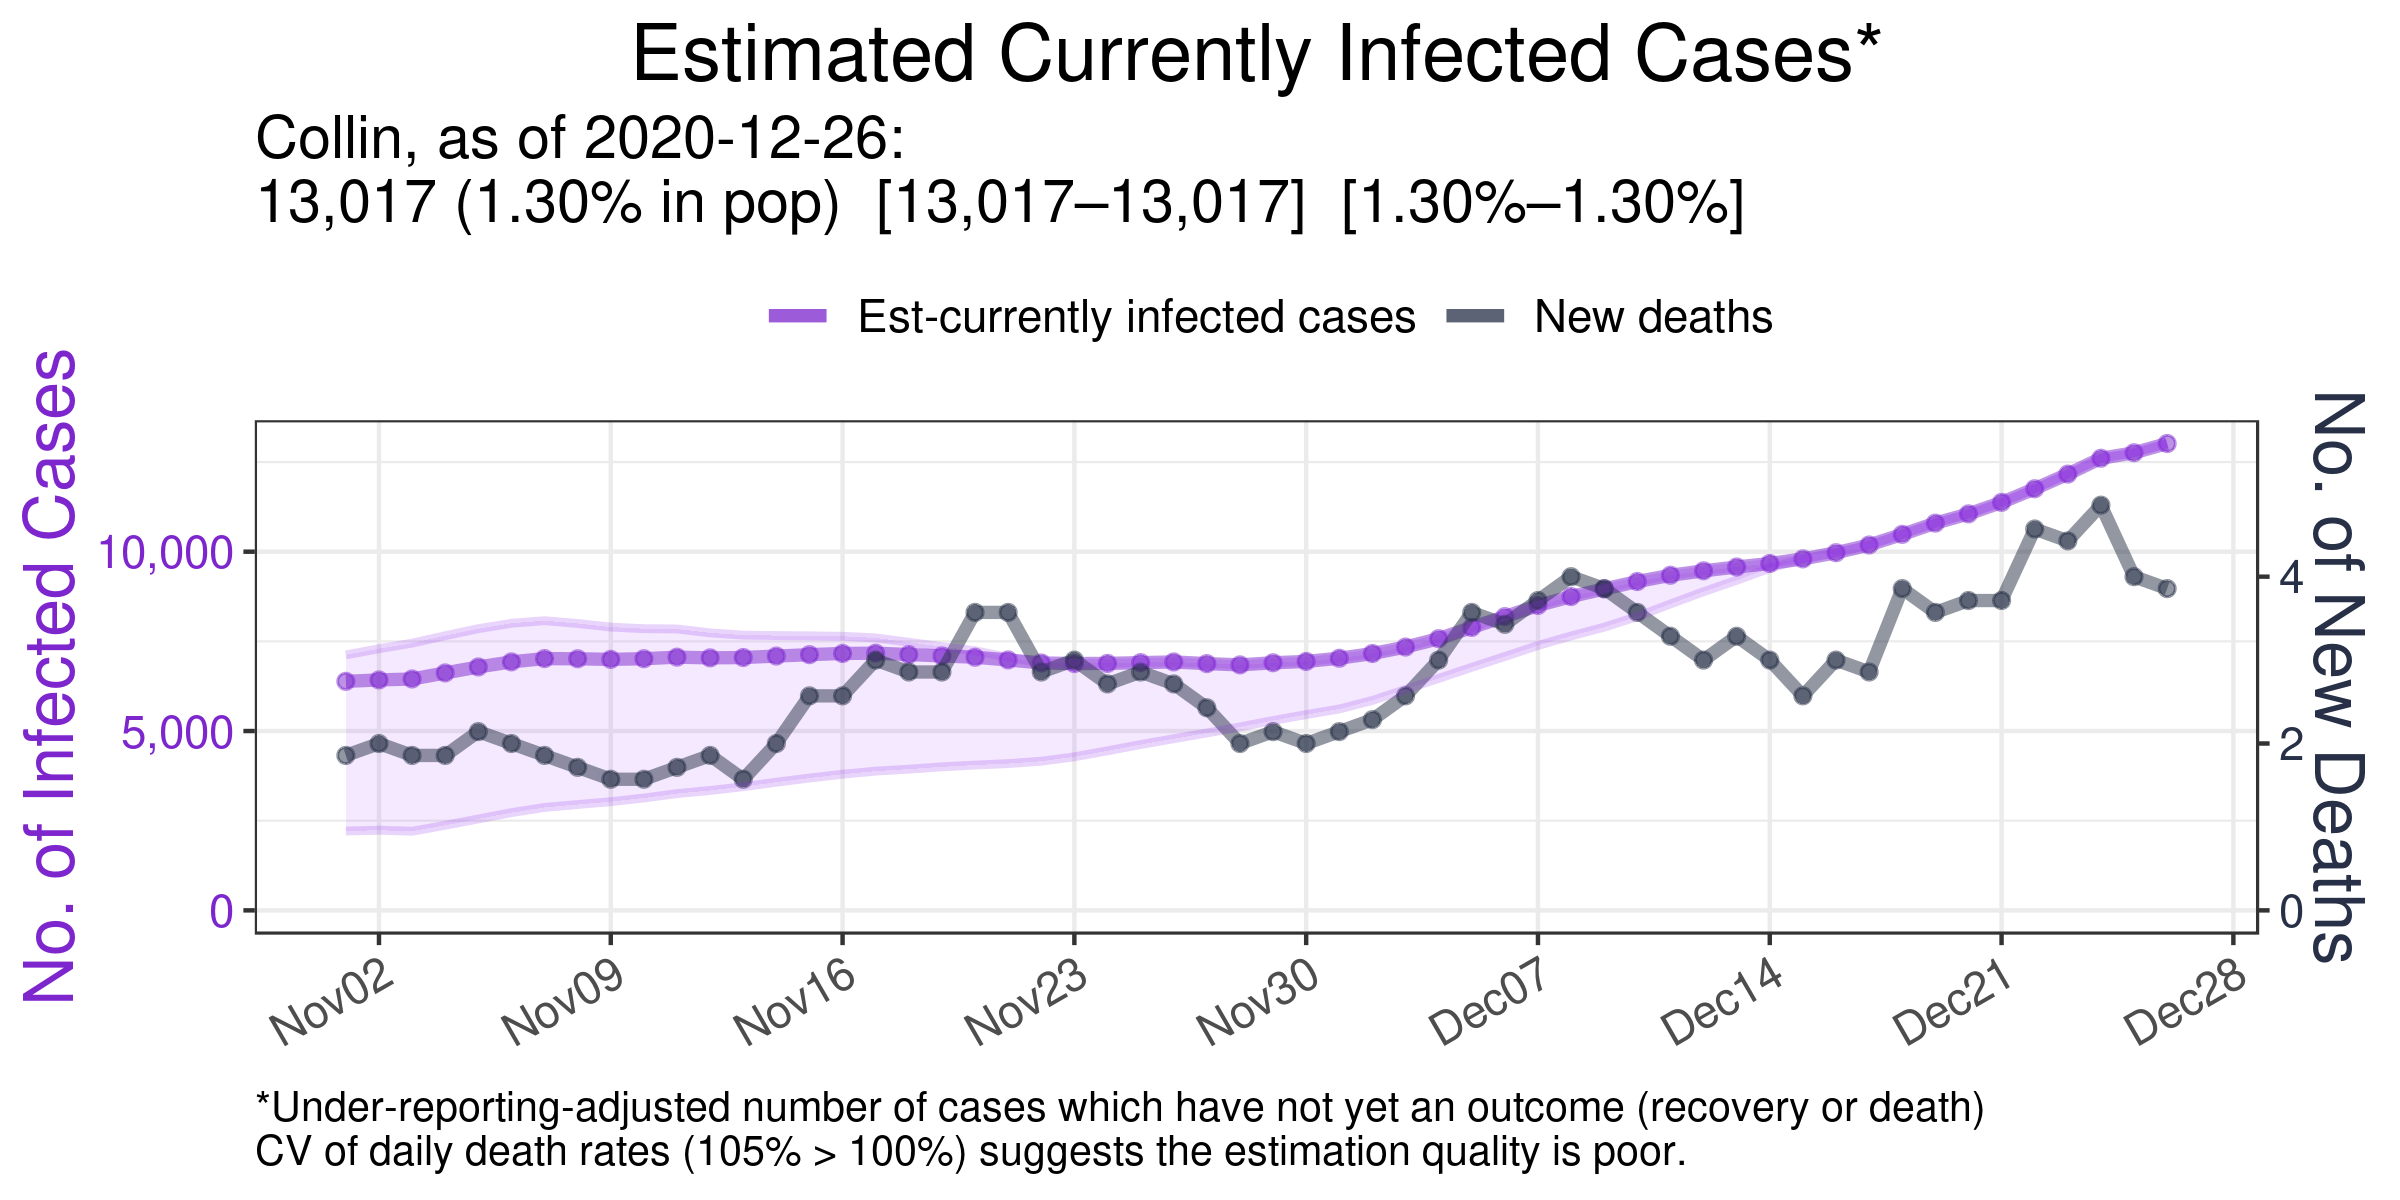 Estimated Currently Infected Cases*
Collin, as of 2020-12-26:
13,017 (1.30% in pop)  [13,017–13,017]  [1.30%–1.30%]
Est-currently infected cases
New deaths
No. of Infected Cases
10,000
5,000
0
No. of New Deaths
4
2
0
Nov02
Nov09
Nov16
Nov23
Nov30
Dec07
Dec14
Dec21
Dec28
*Under-reporting-adjusted number of cases which have not yet an outcome (recovery or death)
CV of daily death rates (105% > 100%) suggests the estimation quality is poor.